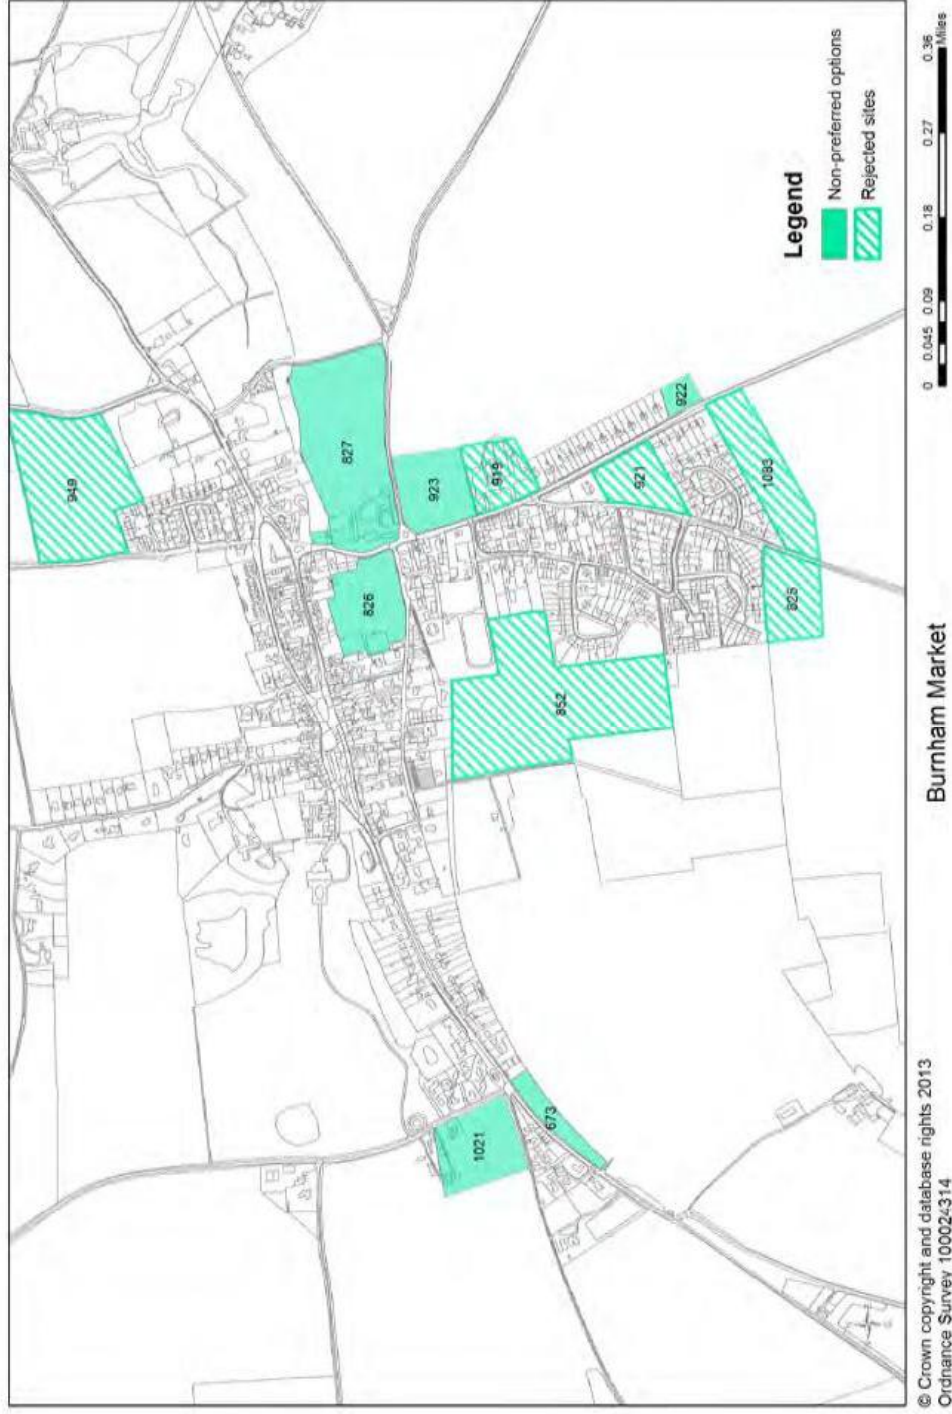 949
827
826
923
919
922
921
1083
825
852
1021
673
Legend
Non-preferred options
Rejected sites
Burnham Market
0 0.045 0.09 0.18 0.27 0.36
Miles
© Crown copyright and database rights 2013
Ordnance Survey 100024314